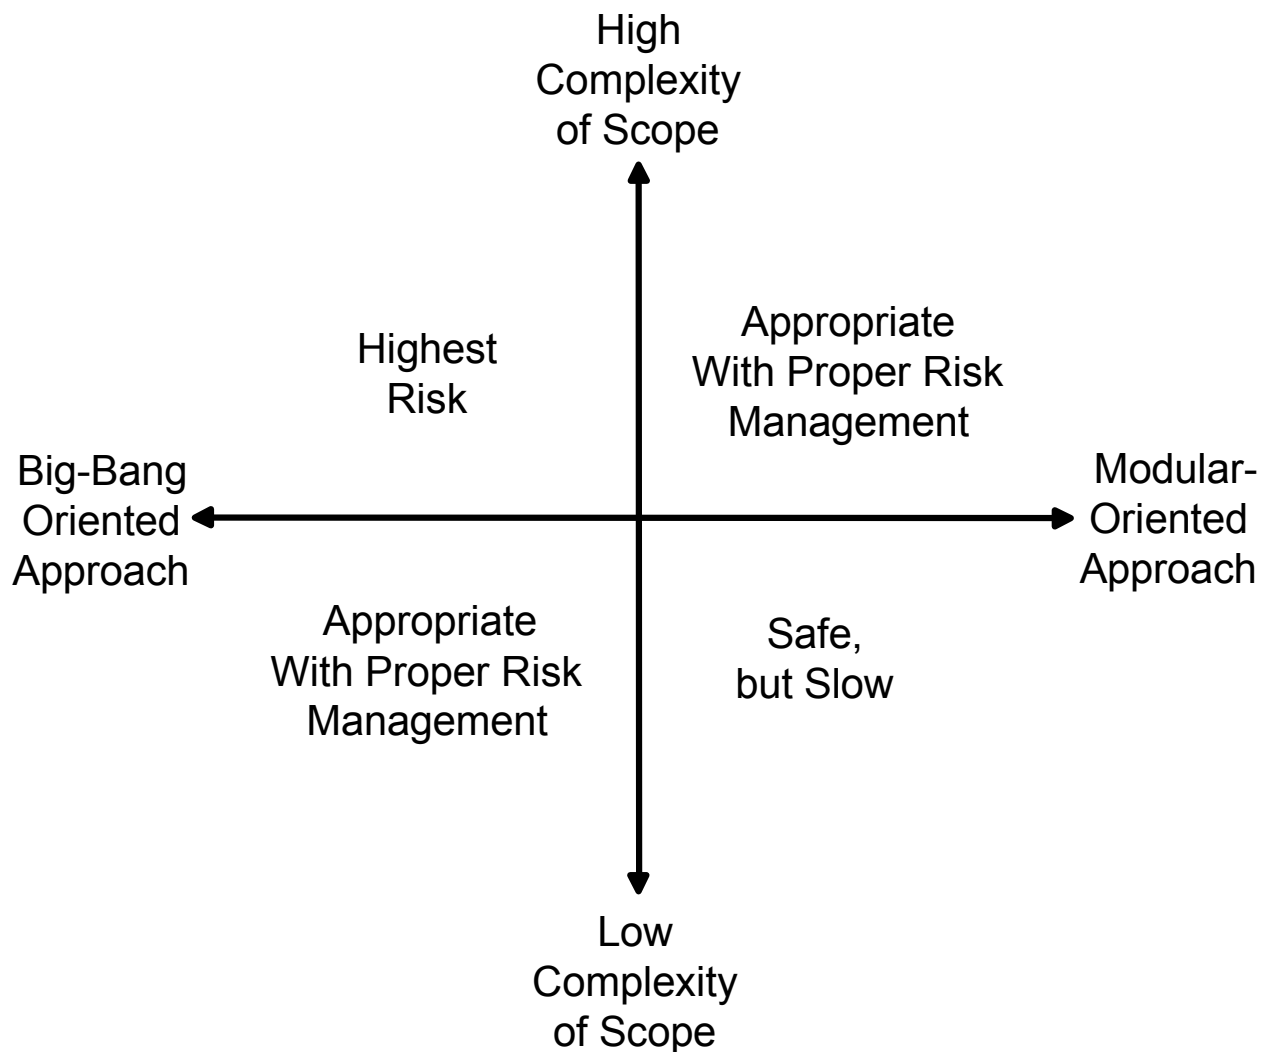 High
Complexity
of Scope
Highest
Risk
Appropriate
With Proper Risk
Management
Big-Bang
Oriented
Approach
Modular-
Oriented
Approach
Appropriate
With Proper Risk
Management
Safe,
but Slow
Low
Complexity
of Scope